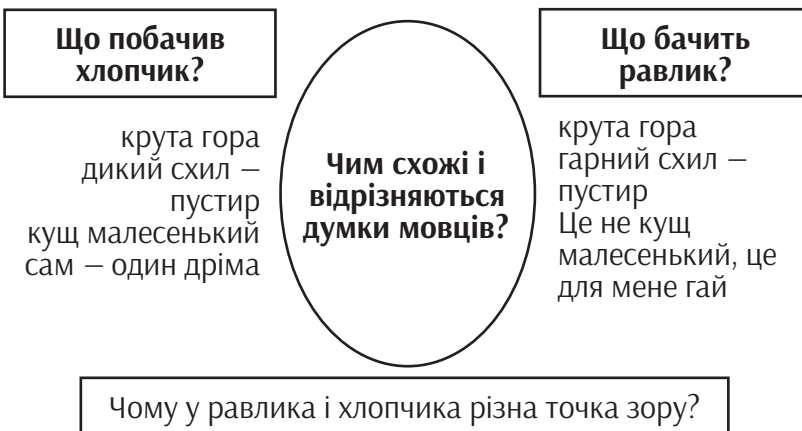 Що побачив
хлопчик?
крута гора
дикий схил —
пустир
кущ малесенький
сам — один дріма
Чим схожі і
відрізняються
думки мовців?
Що бачить
равлик?
крута гора
гарний схил —
пустир
Це не кущ
малесенький, це
для мене гай
Чому у равлика і хлопчика різна точка зору?